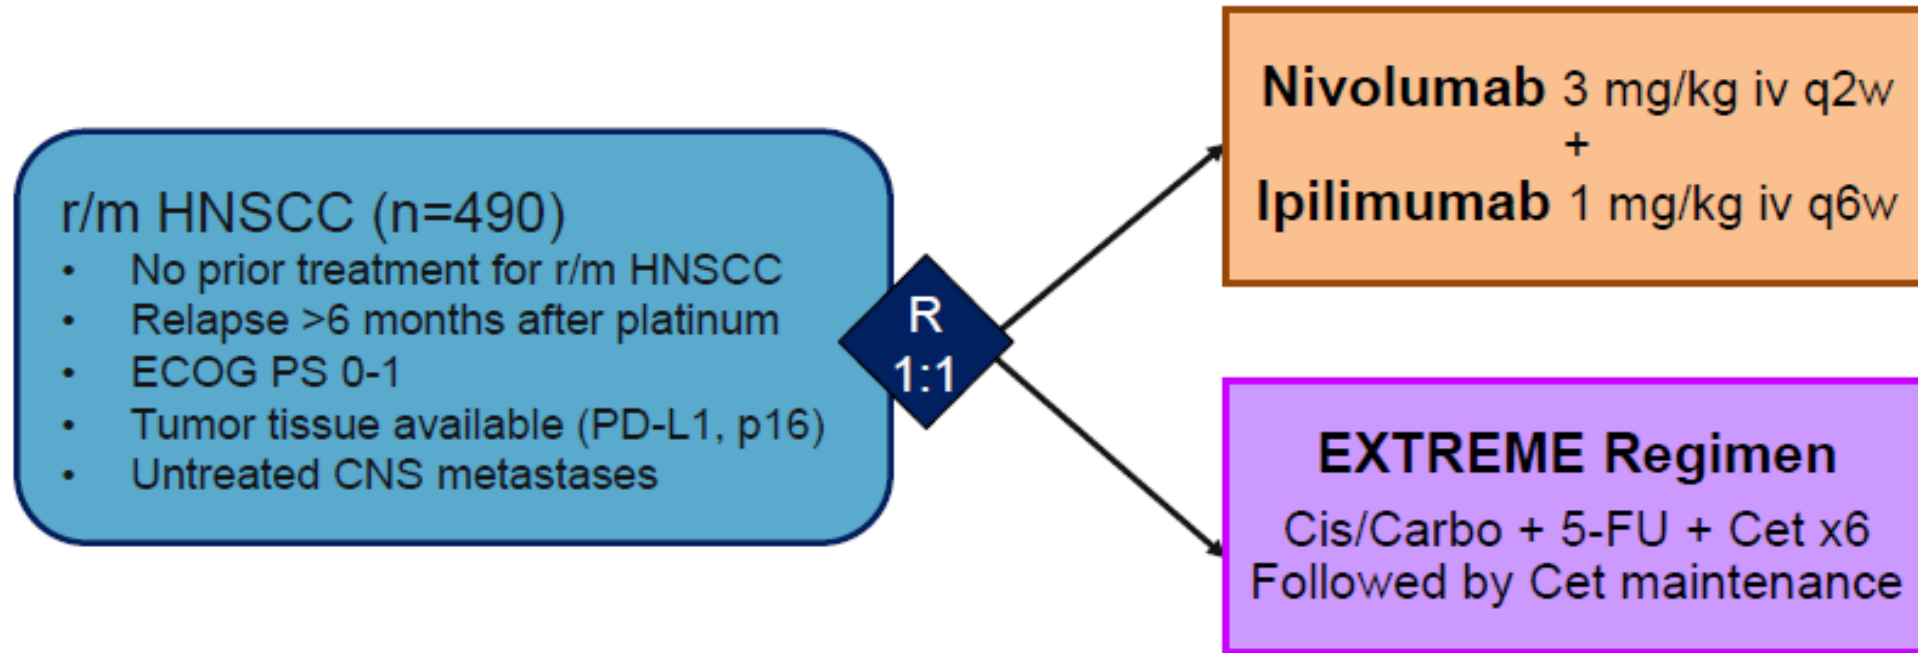 r/m HNSCC (n=490)
• No prior treatment for r/m HNSCC
• Relapse >6 months after platinum
• ECOG PS 0-1
• Tumor tissue available (PD-L1, p16)
• Untreated CNS metastases
R
1:1
Nivolumab 3 mg/kg iv q2w
+
Ipilimumab 1 mg/kg iv q6w
EXTREME Regimen
Cis/Carbo + 5-FU + Cet x6
Followed by Cet maintenance